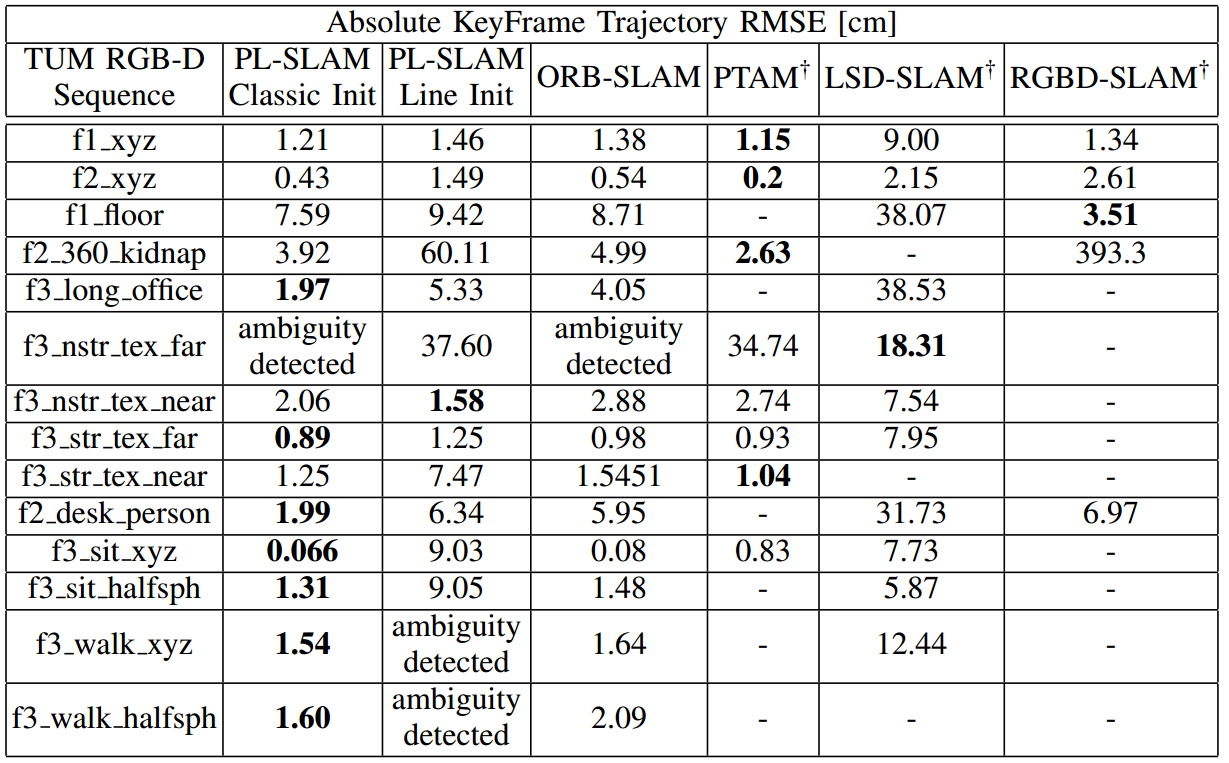 Absolute KeyFrame Trajectory RMSE [cm]
TUM RGB-D Sequence PL-SLAM Classic Init PL-SLAM Line Init ORB-SLAM PTAM† LSD-SLAM† RGBD-SLAM†
f1_xyz 1.21 1.46 1.38 1.15 9.00 1.34
f2_xyz 0.43 1.49 0.54 0.2 2.15 2.61
f1_floor 7.59 9.42 8.71 - 38.07 3.51
f2_360_kidnap 3.92 60.11 4.99 2.63 - 393.3
f3_long_office 1.97 5.33 4.05 - 38.53 -
f3_nstr_tex_far ambiguity detected 37.60 ambiguity detected 34.74 18.31 -
f3_nstr_tex_near 2.06 1.58 2.88 2.74 7.54 -
f3_str_tex_far 0.89 1.25 0.98 0.93 7.95 -
f3_str_tex_near 1.25 7.47 1.5451 1.04 - -
f2_desk_person 1.99 6.34 5.95 - 31.73 6.97
f3_sit_xyz 0.066 9.03 0.08 0.83 7.73 -
f3_sit_halfsph 1.31 9.05 1.48 - 5.87 -
f3_walk_xyz 1.54 ambiguity detected 1.64 - 12.44 -
f3_walk_halfsph 1.60 ambiguity detected 2.09 - - -